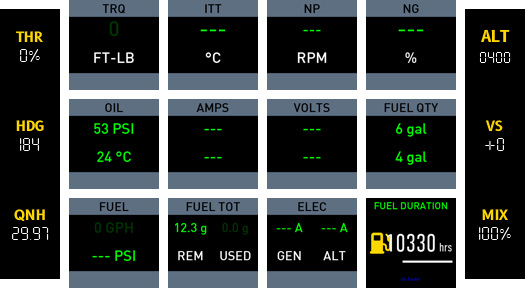 THR
0%
HDG
184
QNH
29.97
TRQ
0
FT-LB
ITT
---
°C
NP
---
RPM
NG
---
%
OIL
53 PSI
24 °C
AMPS
---
---
VOLTS
---
---
FUEL QTY
6 gal
4 gal
FUEL
0 GPH
--- PSI
FUEL TOT
12.3 g 0.0 g
REM USED
ELEC
--- A --- A
GEN ALT
FUEL DURATION
0330 hrs
ALT
0400
VS
+0
MIX
100%